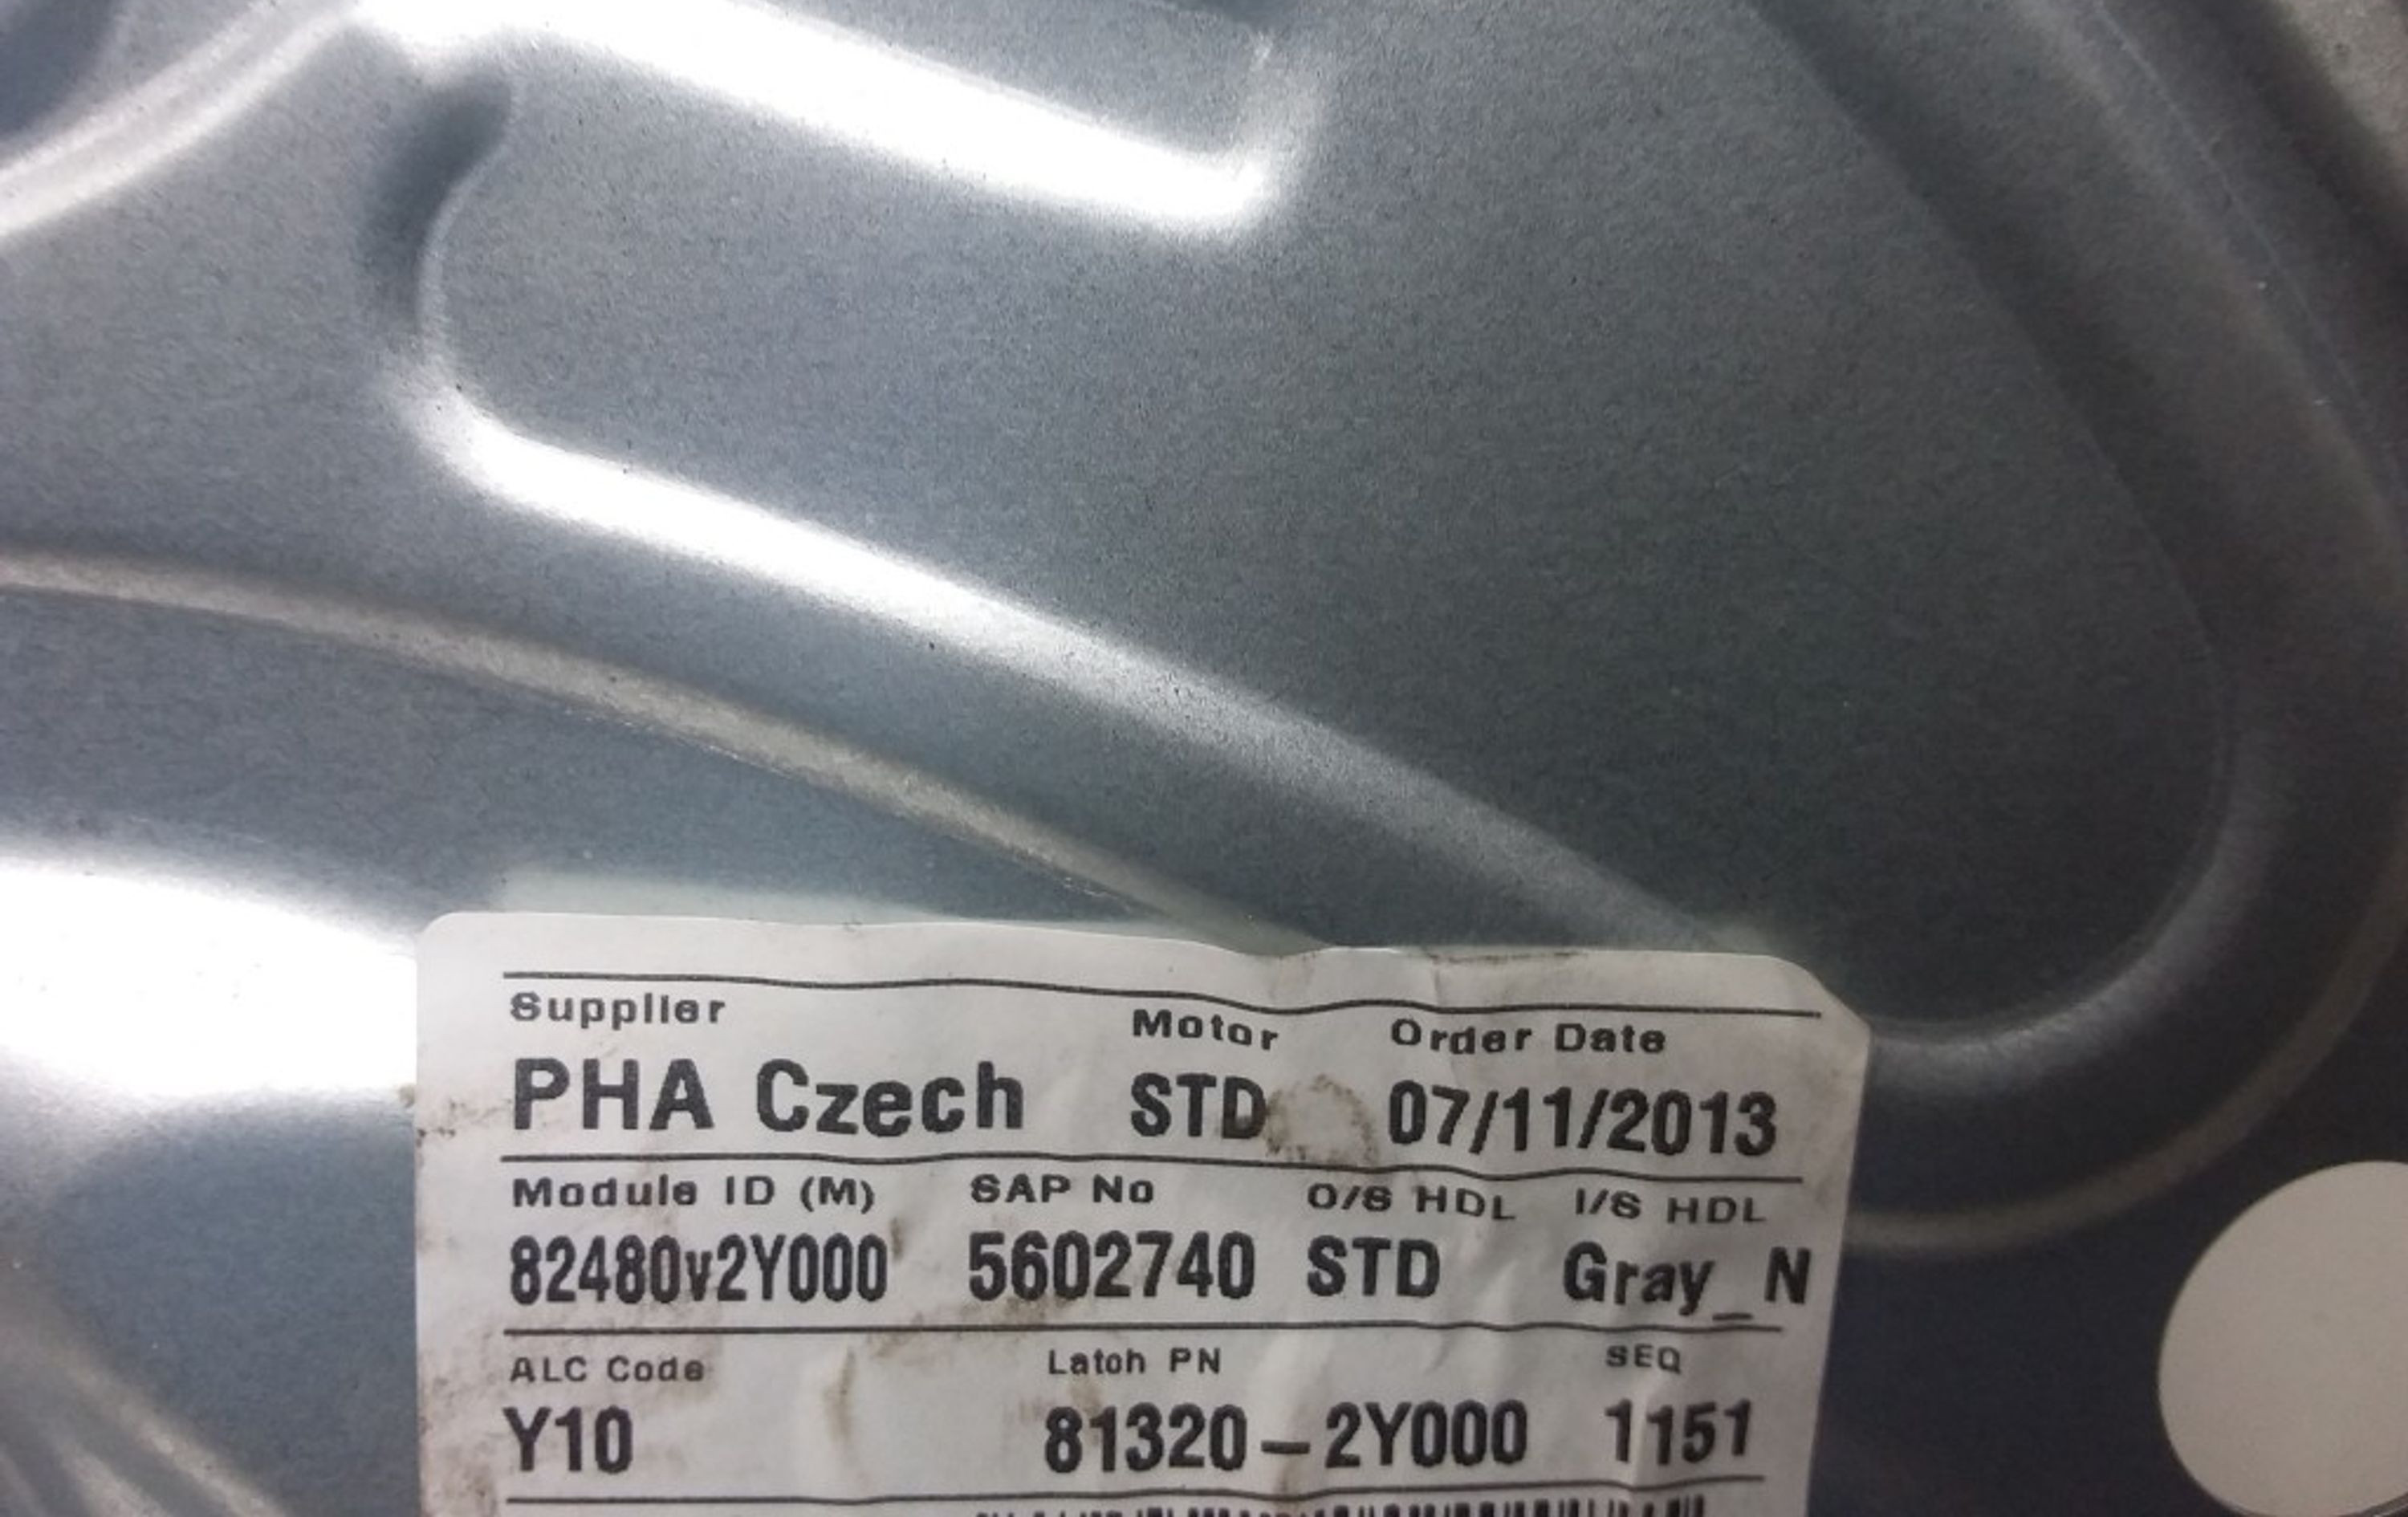 Supplier Motor Order Date
PHA Czech STD 07/11/2013
Module ID (M) SAP No O/S HDL I/S HDL
82480v2Y000 5602740 STD Gray_N
ALC Code Latch PN SEQ
Y10 81320-2Y000 1151